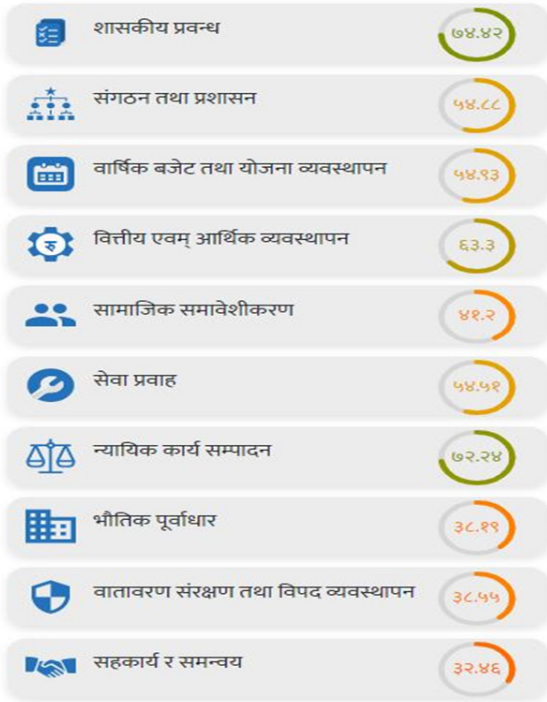 शासकीय प्रवन्ध ७४.४२
संगठन तथा प्रशासन ५४.८८
वार्षिक बजेट तथा योजना व्यवस्थापन ५४.९३
रु वित्तीय एवम् आर्थिक व्यवस्थापन ६३.३
सामाजिक समावेशीकरण ४१.२
सेवा प्रवाह ५४.५१
न्यायिक कार्य सम्पादन ७२.२४
भौतिक पूर्वाधार ३८.१९
वातावरण संरक्षण तथा विपद व्यवस्थापन ३८.५५
सहकार्य र समन्वय ३२.४६